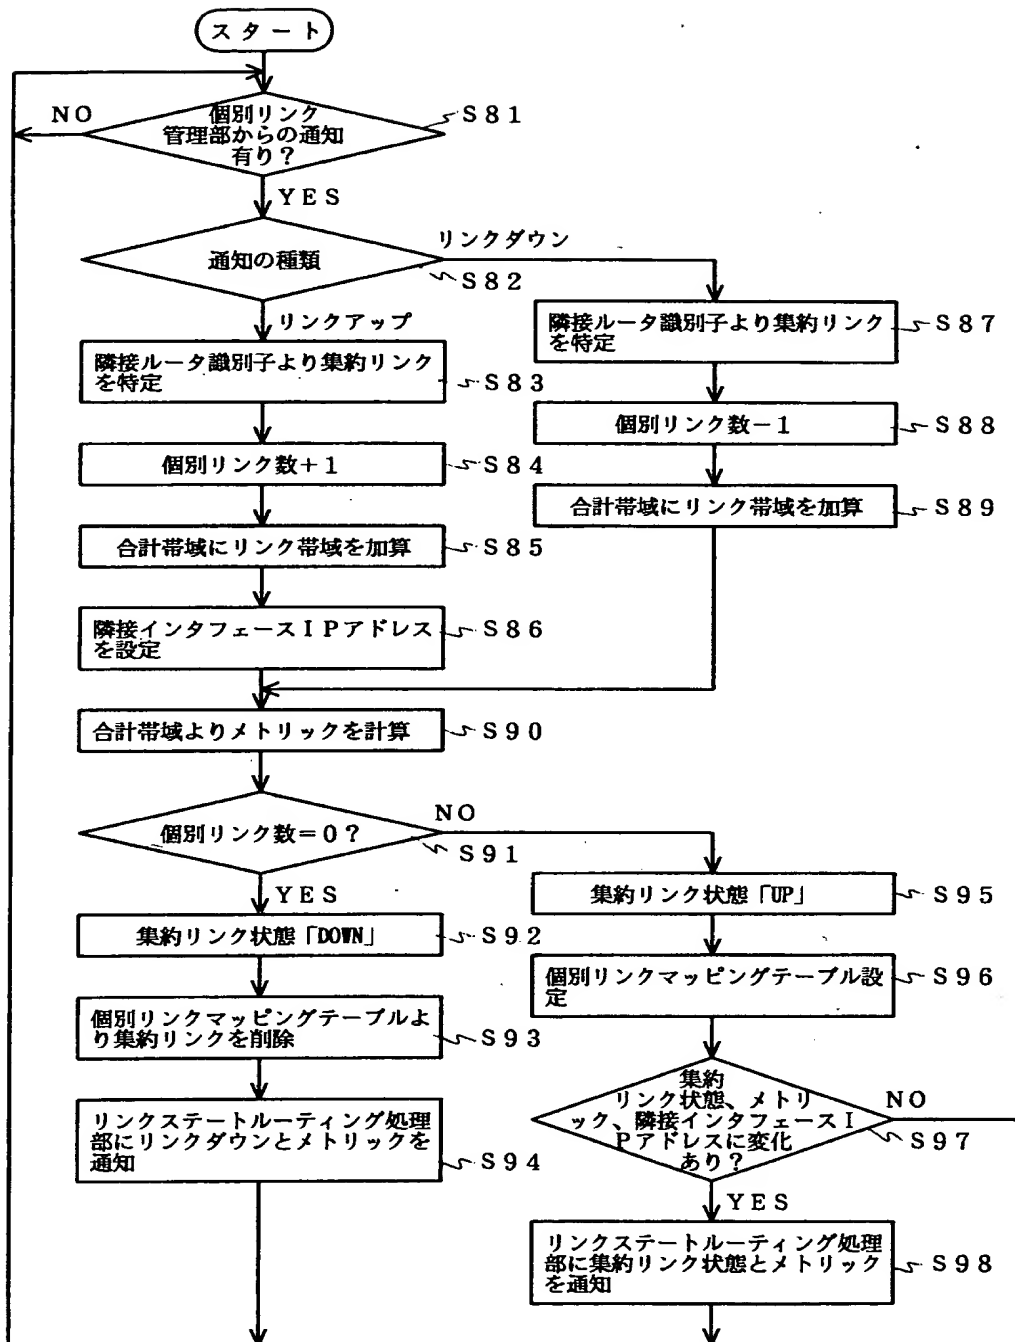 スタート
個別リンク
管理部からの通知
有り？
NO
S81
YES
通知の種類
リンクダウン
S82
リンクアップ
隣接ルータ識別子より集約リンク
を特定
S83
個別リンク数＋１
S84
合計帯域にリンク帯域を加算
S85
隣接インタフェースＩＰアドレス
を設定
S86
隣接ルータ識別子より集約リンク
を特定
S87
個別リンク数－１
S88
合計帯域にリンク帯域を加算
S89
合計帯域よりメトリックを計算
S90
個別リンク数＝０？
NO
S91
YES
集約リンク状態「DOWN」
S92
個別リンクマッピングテーブルよ
り集約リンクを削除
S93
リンクステートルーティング処理
部にリンクダウンとメトリックを
通知
S94
集約リンク状態「UP」
S95
個別リンクマッピングテーブル設
定
S96
集約
リンク状態、メトリ
ック、隣接インタフェースＩ
Ｐアドレスに変化
あり？
NO
S97
YES
リンクステートルーティング処理
部に集約リンク状態とメトリック
を通知
S98